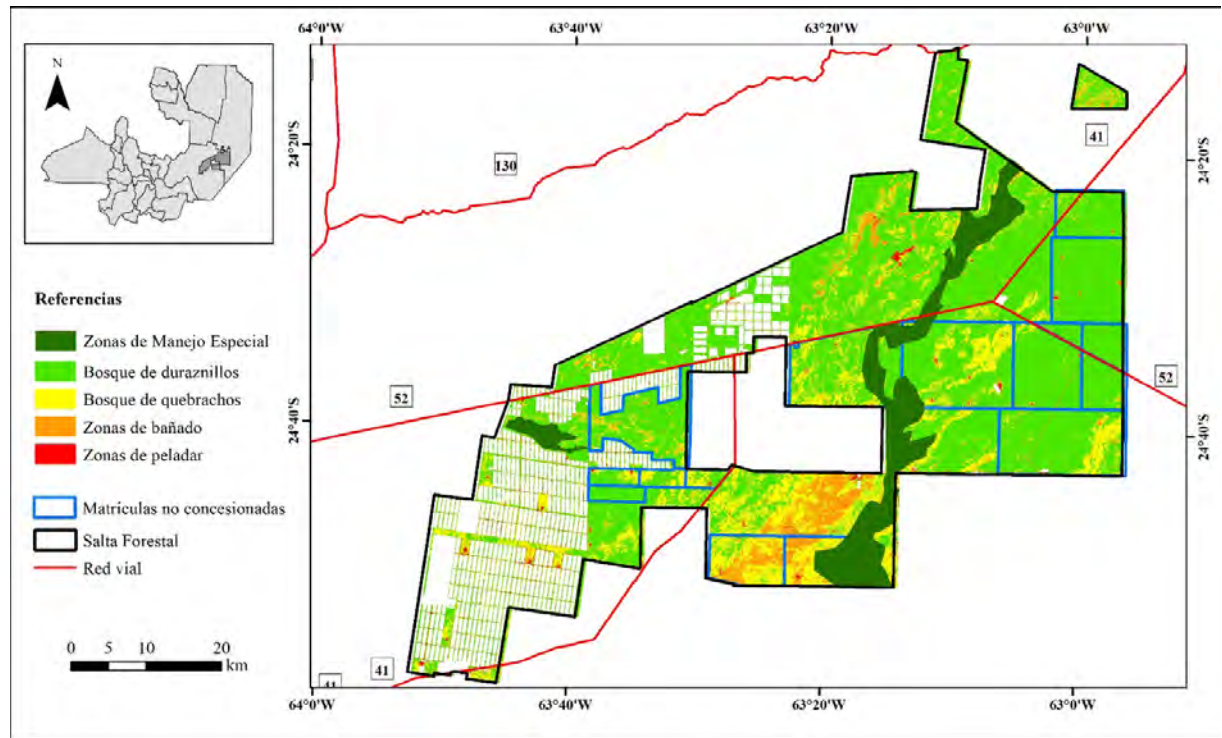 64°0'W 63°40'W 63°20'W 63°0'W
N
41
24°20'S
130
24°20'S
Referencias
Zonas de Manejo Especial
Bosque de duraznillos
Bosque de quebrachos
Zonas de bañado
Zonas de peladar
52
52
24°40'S
24°40'S
Matriculas no concesionadas
Salta Forestal
Red vial
0 5 10 20
km
41
41
64°0'W 63°40'W 63°20'W 63°0'W